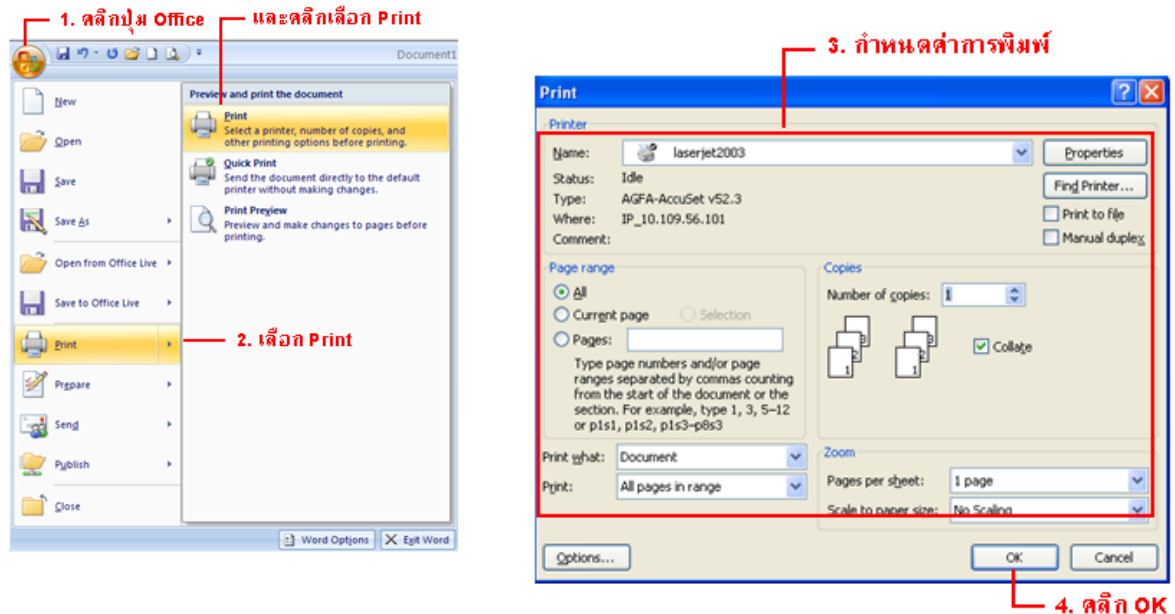 1. คลิกปุ่ม Office
และคลิกเลือก Print
Document1
New
Open
Save
Save As
Open from Office Live
Save to Office Live
Print
Prepare
Send
Publish
Close
Preview and print the document
Print
Select a printer, number of copies, and
other printing options before printing.
Quick Print
Send the document directly to the default
printer without making changes.
Print Preview
Preview and make changes to pages before
printing.
2. เลือก Print
Word Options
Exit Word
3. กำหนดค่าการพิมพ์
Print
Printer
Name: laserjet2003
Properties
Status: Idle
Find Printer...
Type: AGFA-AccuSet v52.3
Where: IP_10.109.56.101
Print to file
Comment:
Manual duplex
Page range
All
Current page
Selection
Pages:
Type page numbers and/or page
ranges separated by commas counting
from the start of the document or the
section. For example, type 1, 3, 5–12
or p1s1, p1s2, p1s3–p8s3
Copies
Number of copies: 1
3
2
1
3
2
1
Collate
Print what: Document
Print: All pages in range
Zoom
Pages per sheet: 1 page
Scale to paper size: No Scaling
Options...
OK
Cancel
4. คลิก OK